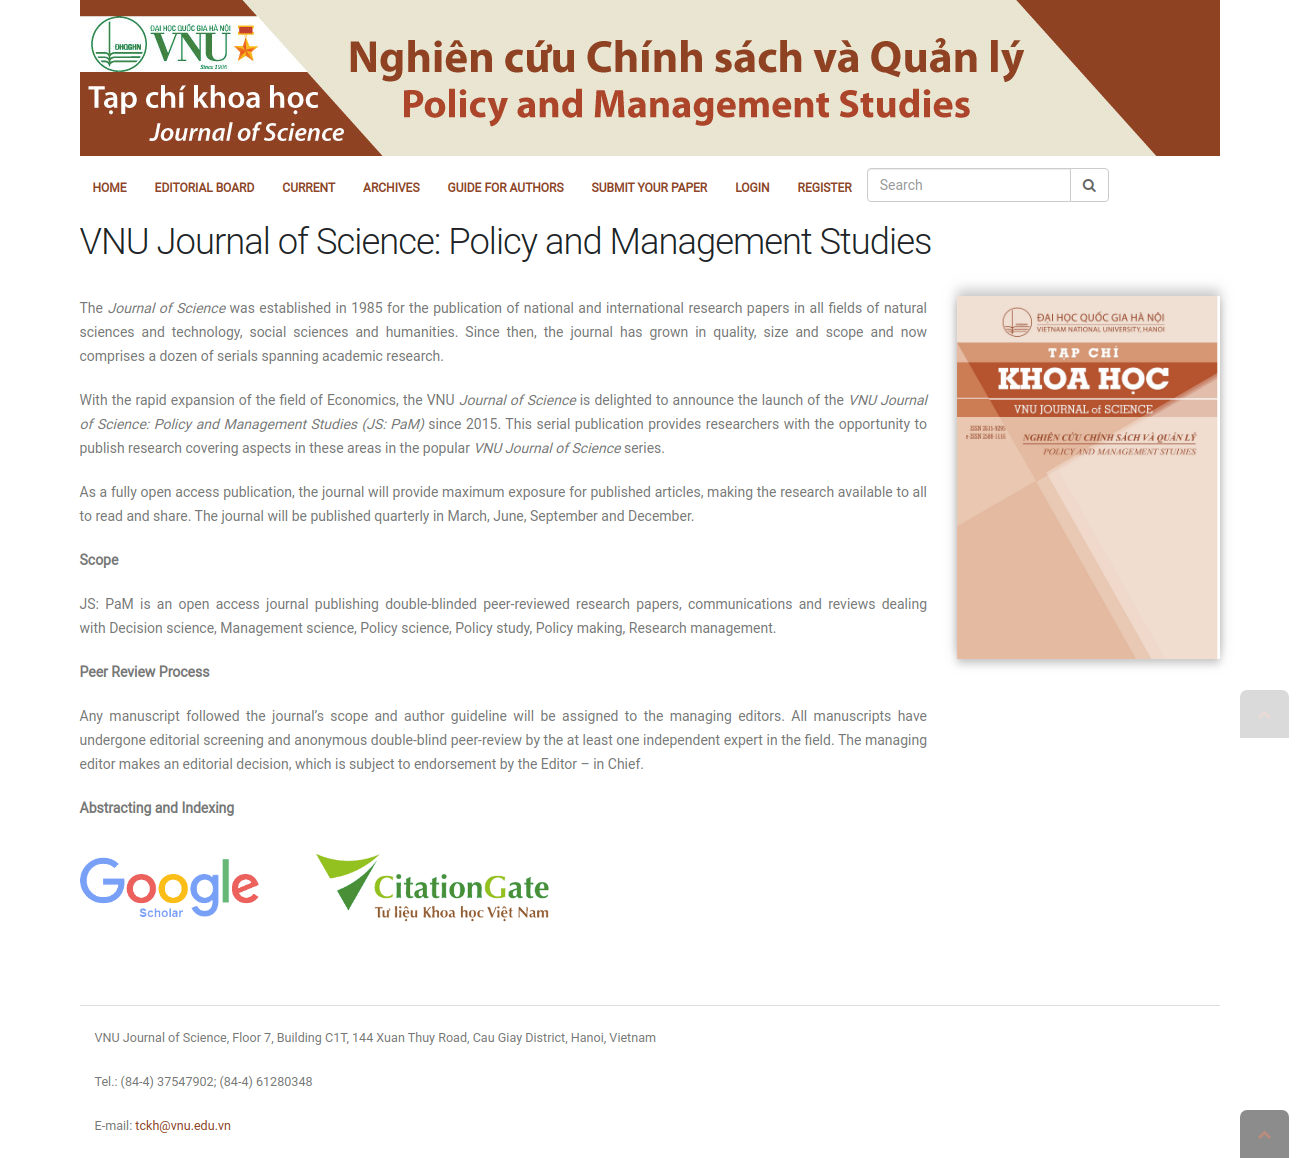 ĐẠI HỌC QUỐC GIA HÀ NỘI
ĐHQGHN
VNU
Since 1906
Tạp chí khoa học
Journal of Science
Nghiên cứu Chính sách và Quản lý
Policy and Management Studies
HOME EDITORIAL BOARD CURRENT ARCHIVES GUIDE FOR AUTHORS SUBMIT YOUR PAPER LOGIN REGISTER Search
VNU Journal of Science: Policy and Management Studies
The Journal of Science was established in 1985 for the publication of national and international research papers in all fields of natural
sciences and technology, social sciences and humanities. Since then, the journal has grown in quality, size and scope and now
comprises a dozen of serials spanning academic research.
With the rapid expansion of the field of Economics, the VNU Journal of Science is delighted to announce the launch of the VNU Journal
of Science: Policy and Management Studies (JS: PaM) since 2015. This serial publication provides researchers with the opportunity to
publish research covering aspects in these areas in the popular VNU Journal of Science series.
As a fully open access publication, the journal will provide maximum exposure for published articles, making the research available to all
to read and share. The journal will be published quarterly in March, June, September and December.
Scope
JS: PaM is an open access journal publishing double-blinded peer-reviewed research papers, communications and reviews dealing
with Decision science, Management science, Policy science, Policy study, Policy making, Research management.
Peer Review Process
Any manuscript followed the journal’s scope and author guideline will be assigned to the managing editors. All manuscripts have
undergone editorial screening and anonymous double-blind peer-review by the at least one independent expert in the field. The managing
editor makes an editorial decision, which is subject to endorsement by the Editor – in Chief.
Abstracting and Indexing
Google
Scholar
CitationGate
Tư liệu Khoa học Việt Nam
ĐẠI HỌC QUỐC GIA HÀ NỘI
VIETNAM NATIONAL UNIVERSITY, HANOI
TẠP CHÍ
KHOA HỌC
VNU JOURNAL of SCIENCE
NGHIÊN CỨU CHÍNH SÁCH VÀ QUẢN LÝ
POLICY AND MANAGEMENT STUDIES
VNU Journal of Science, Floor 7, Building C1T, 144 Xuan Thuy Road, Cau Giay District, Hanoi, Vietnam
Tel.: (84-4) 37547902; (84-4) 61280348
E-mail: tckh@vnu.edu.vn